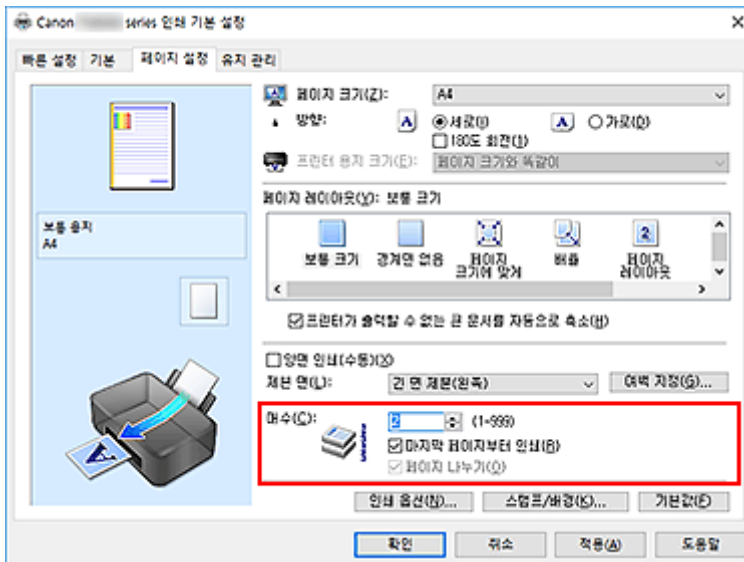 Canon series 인쇄 기본 설정
빠른 설정 기본 페이지 설정 유지 관리
페이지 크기(Z): A4
방향: A 세로(I) A 가로(O)
180도 회전(1)
프린터 용지 크기(E): 페이지 크기와 똑같이
페이지 레이아웃(Y): 보통 크기
보통 크기 경계면 없음 페이지 크기에 맞게 배율 페이지 레이아웃
보통 용지
A4
프린터가 출력할 수 없는 큰 문서를 자동으로 축소(H)
양면 인쇄(수동)(X)
제본 면(L): 긴 면 제본(왼쪽) 여백 지정(G)...
매수(C): 2 (1-999)
마지막 페이지부터 인쇄(R)
페이지 나누기(O)
인쇄 옵션(N)... 스탬프/배경(K)... 기본값(F)
확인 취소 적용(A) 도움말